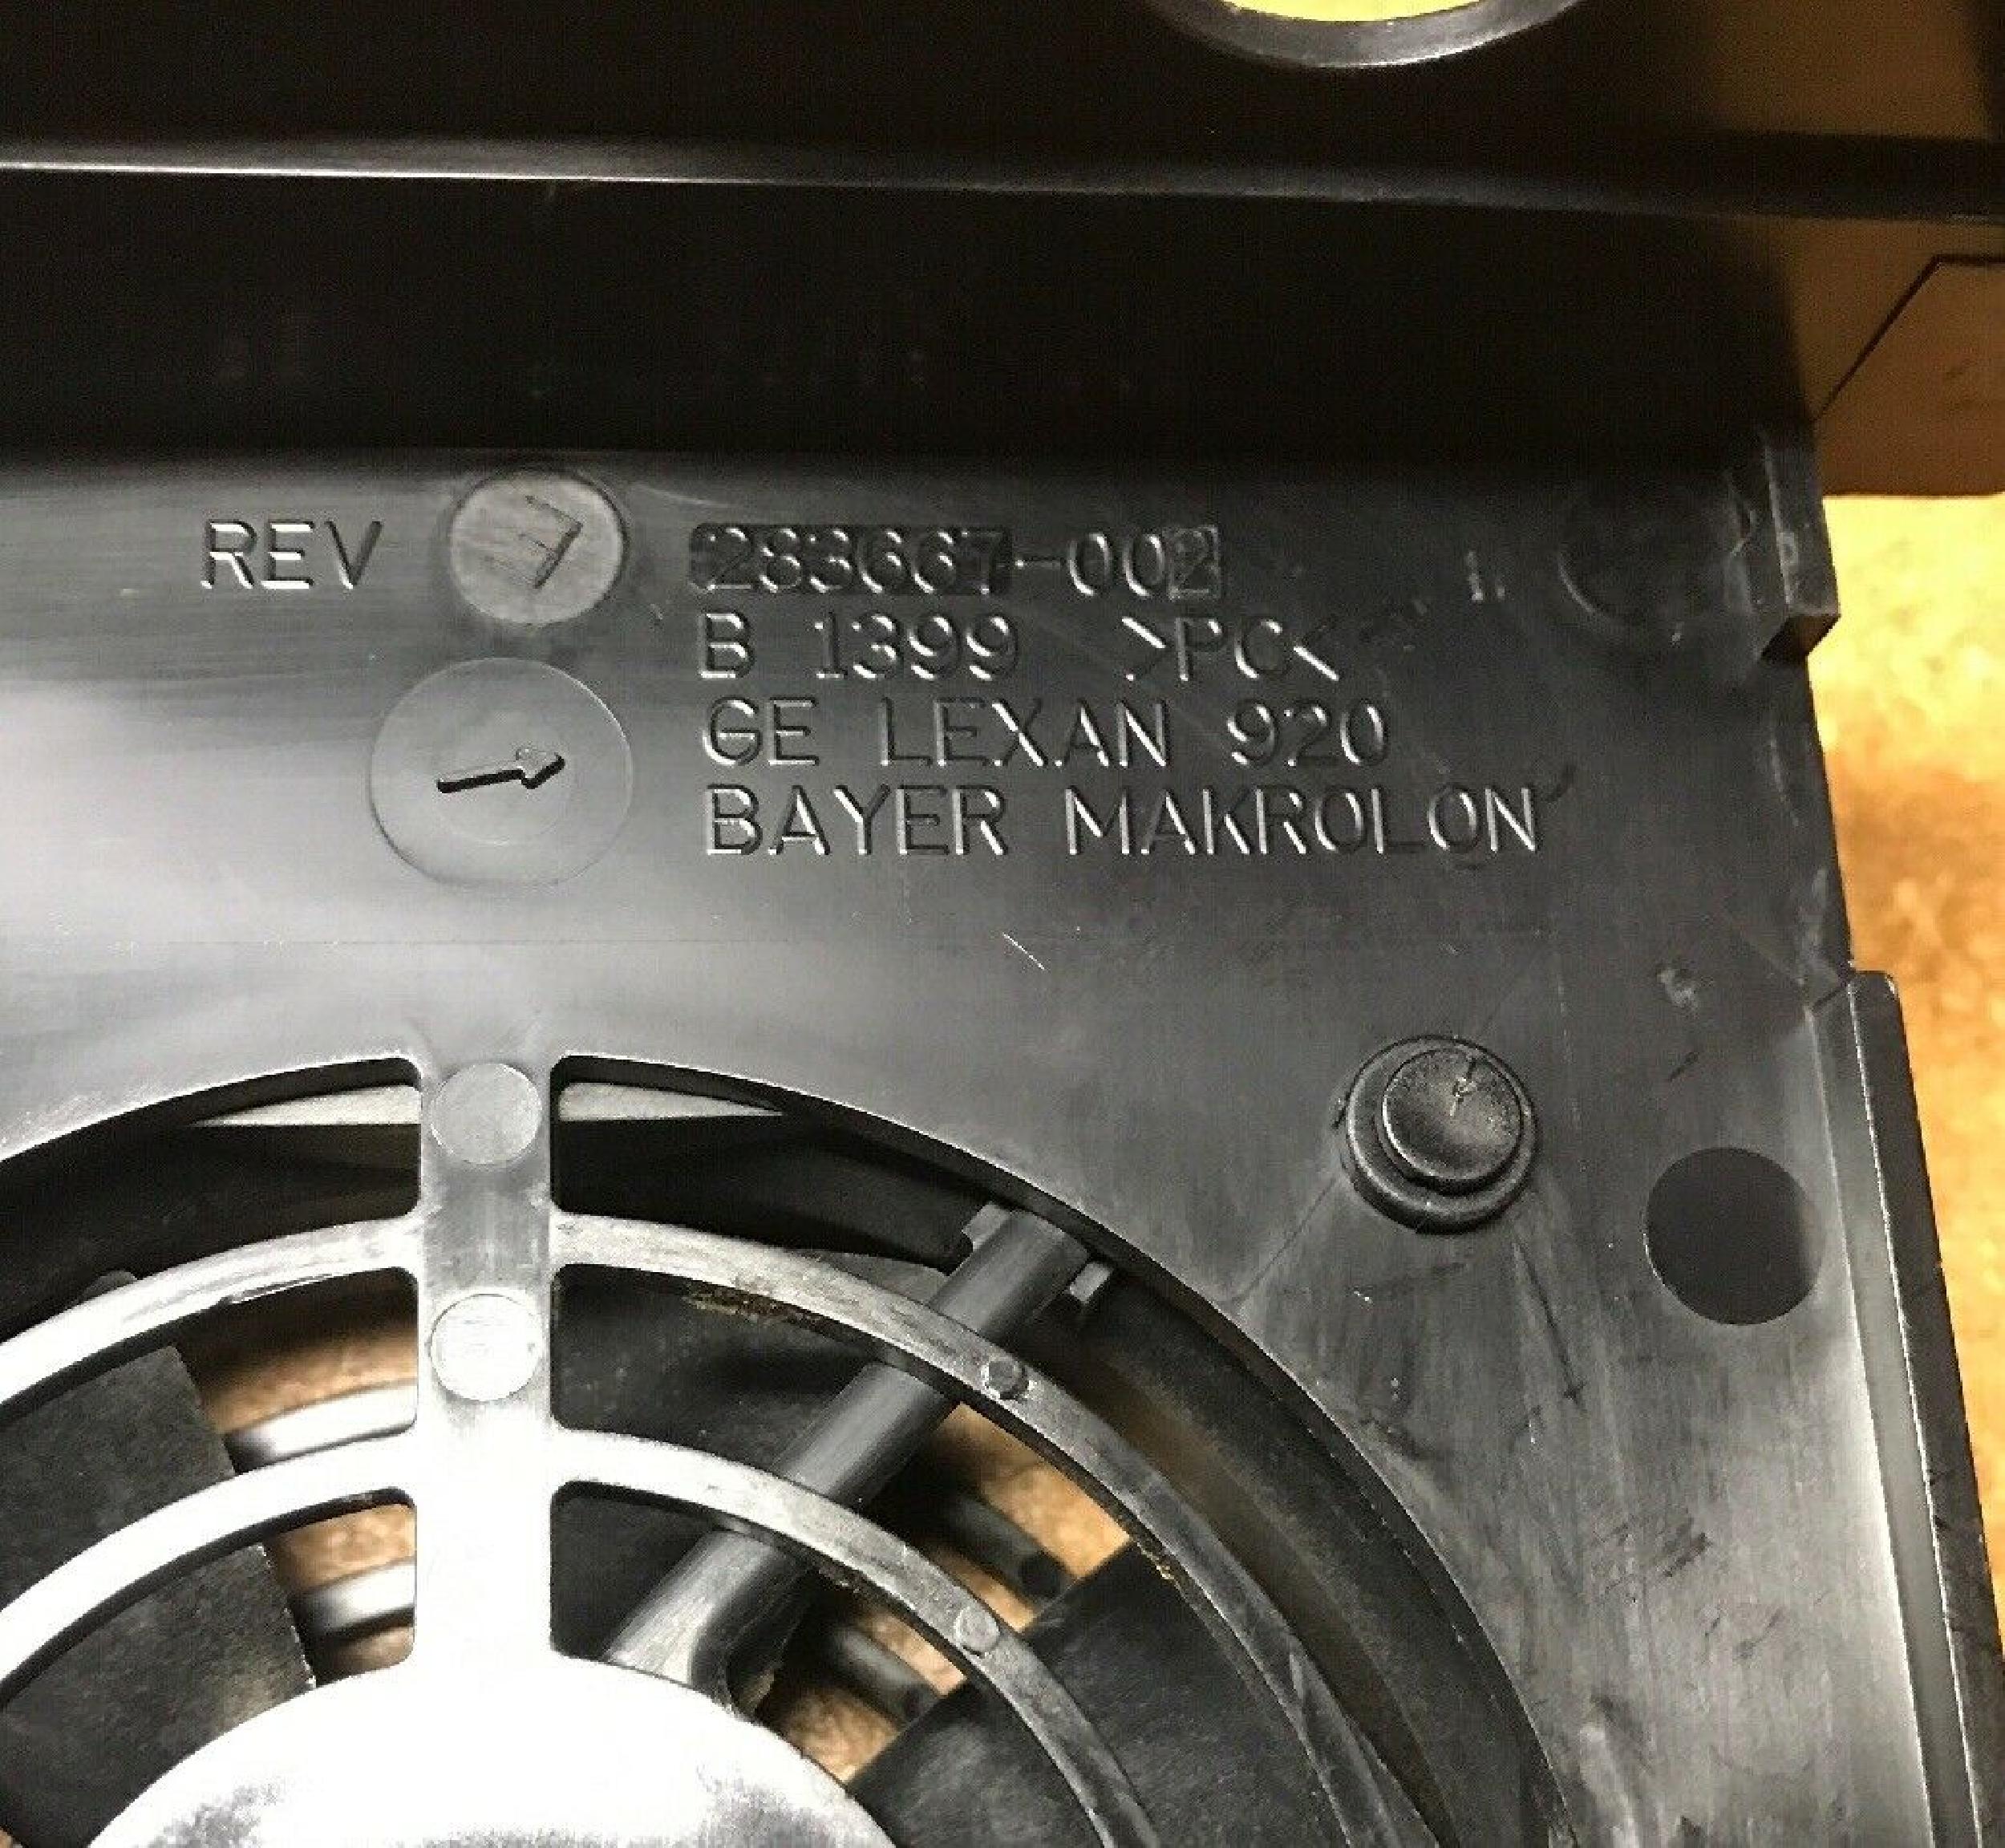 REV E 283667-002
B 1399 >PC<
GE LEXAN 920
BAYER MAKROLON